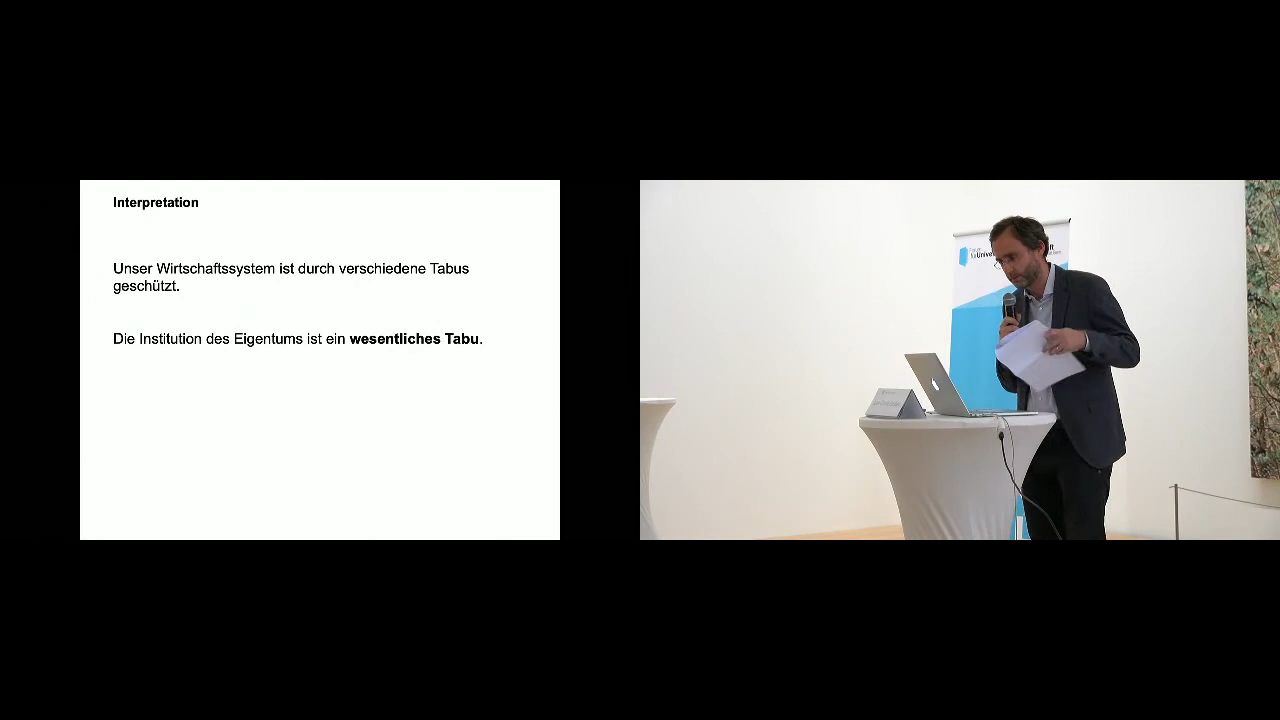 Interpretation
Unser Wirtschaftssystem ist durch verschiedene Tabus
geschützt.
Die Institution des Eigentums ist ein wesentliches Tabu.